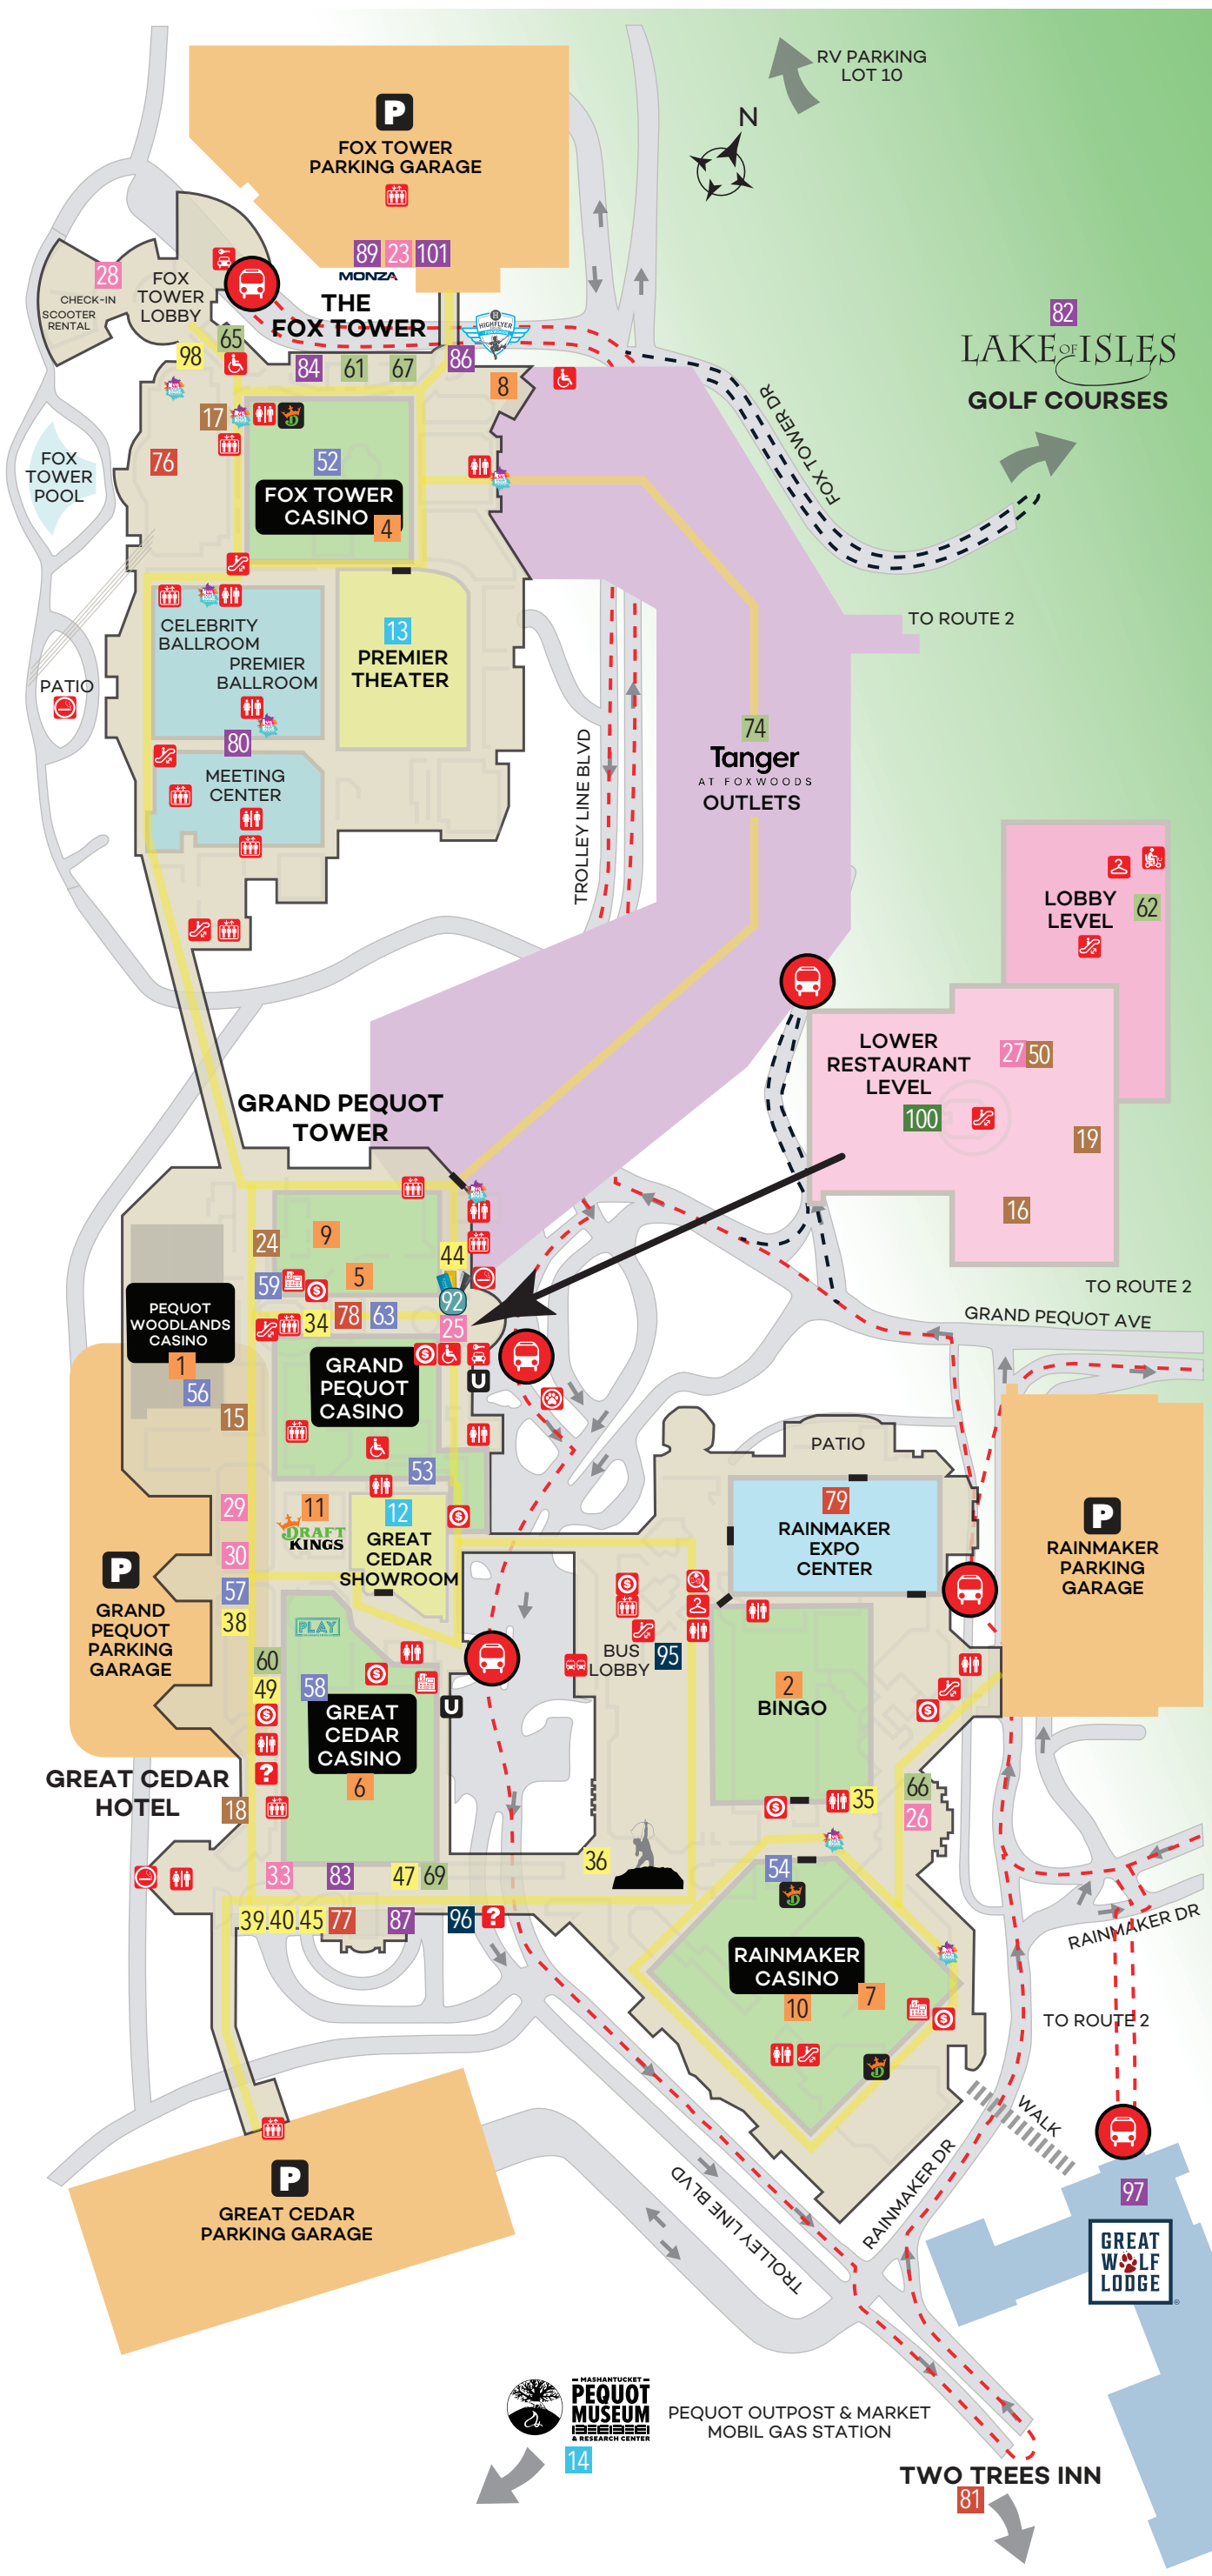 RV PARKING
LOT 10
N
P
FOX TOWER
PARKING GARAGE
89 23 101
MONZA
28
CHECK-IN
SCOOTER
RENTAL
FOX
TOWER
LOBBY
THE
FOX TOWER
HIGHFLYER
65
98
84 61 67 86
8
82
LAKE OF ISLES
GOLF COURSES
FOX TOWER DR
17
76
52
FOX TOWER
CASINO
4
FOX
TOWER
POOL
CELEBRITY
BALLROOM
PREMIER
BALLROOM
13
PREMIER
THEATER
TO ROUTE 2
PATIO
80
MEETING
CENTER
TROLLEY LINE BLVD
74
Tanger
AT FOXWOODS
OUTLETS
LOBBY
LEVEL
62
LOWER
RESTAURANT
LEVEL
27 50
100
19
16
GRAND PEQUOT
TOWER
24
9
44
59
5
92
34 78 63
25
PEQUOT
WOODLANDS
CASINO
1
56
GRAND
PEQUOT
CASINO
U
15
53
TO ROUTE 2
GRAND PEQUOT AVE
29
11
DRAFT
KINGS
12
GREAT
CEDAR
SHOWROOM
30
57
38
P
GRAND
PEQUOT
PARKING
GARAGE
PATIO
79
RAINMAKER
EXPO
CENTER
P
RAINMAKER
PARKING
GARAGE
PLAY
60
49
58
GREAT
CEDAR
CASINO
6
U
BUS
LOBBY
95
2
BINGO
GREAT CEDAR
HOTEL
?
18
35
66
26
33 83 47 69
36
54
39.40.45 77 87 96 ?
RAINMAKER
CASINO
10
7
RAINMAKER DR
TO ROUTE 2
WALK
RAINMAKER DR
P
GREAT CEDAR
PARKING GARAGE
TROLLEY LINE BLVD
97
GREAT
WOLF
LODGE
MASHANTUCKET
PEQUOT
MUSEUM
& RESEARCH CENTER
14
PEQUOT OUTPOST & MARKET
MOBIL GAS STATION
TWO TREES INN
81